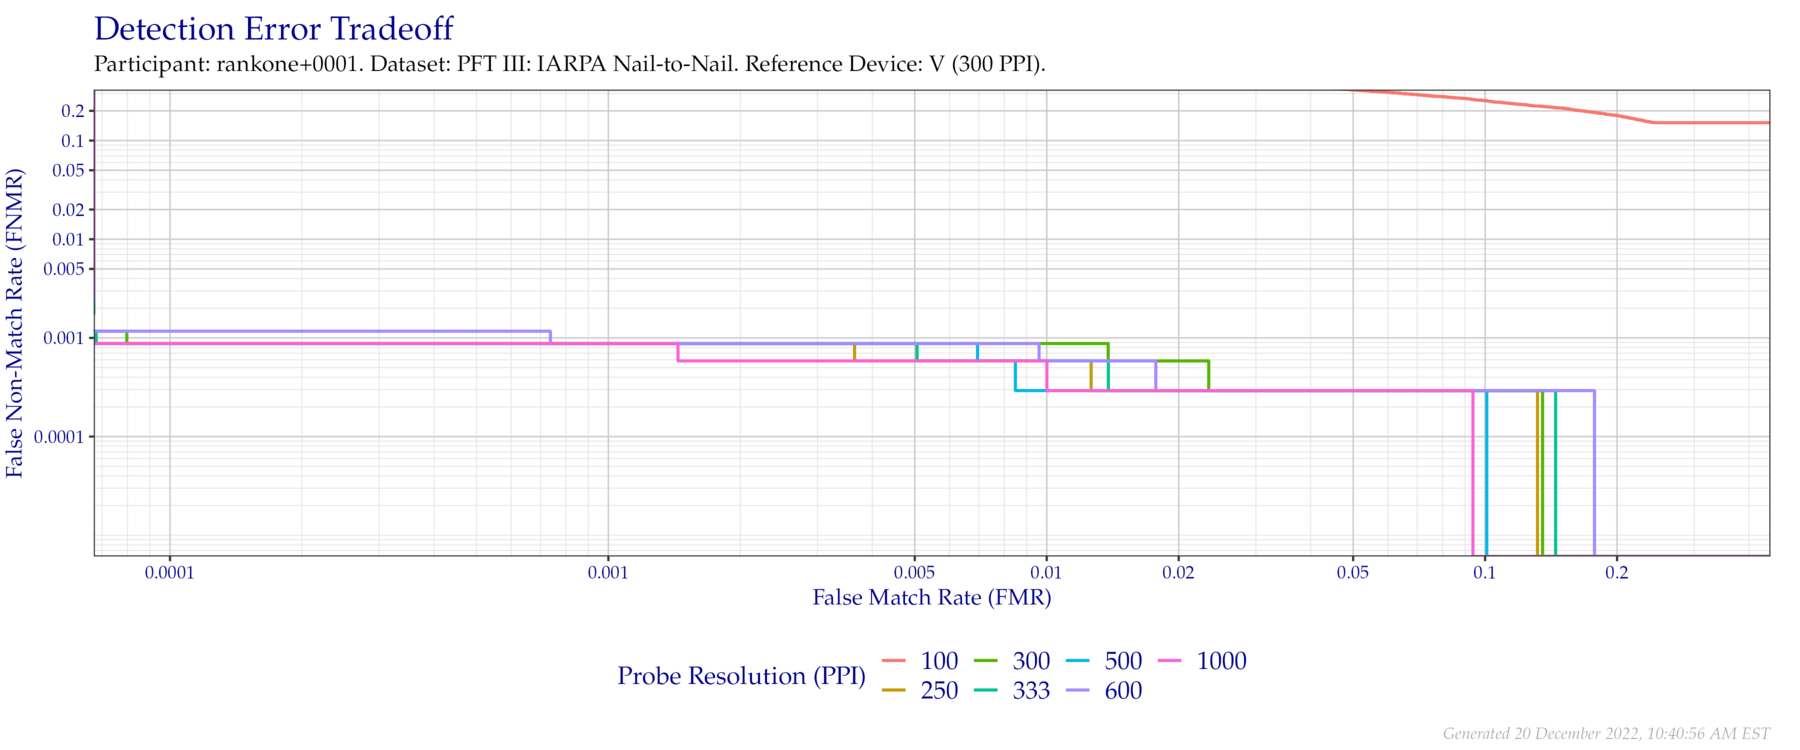 Detection Error Tradeoff
Participant: rankone+0001. Dataset: PFT III: IARPA Nail-to-Nail. Reference Device: V (300 PPI).
False Non-Match Rate (FNMR)
0.2
0.1
0.05
0.02
0.01
0.005
0.001
0.0001
0.0001 0.001 0.005 0.01 0.02 0.05 0.1 0.2
False Match Rate (FMR)
Probe Resolution (PPI)
100 300 500 1000
250 333 600
Generated 20 December 2022, 10:40:56 AM EST